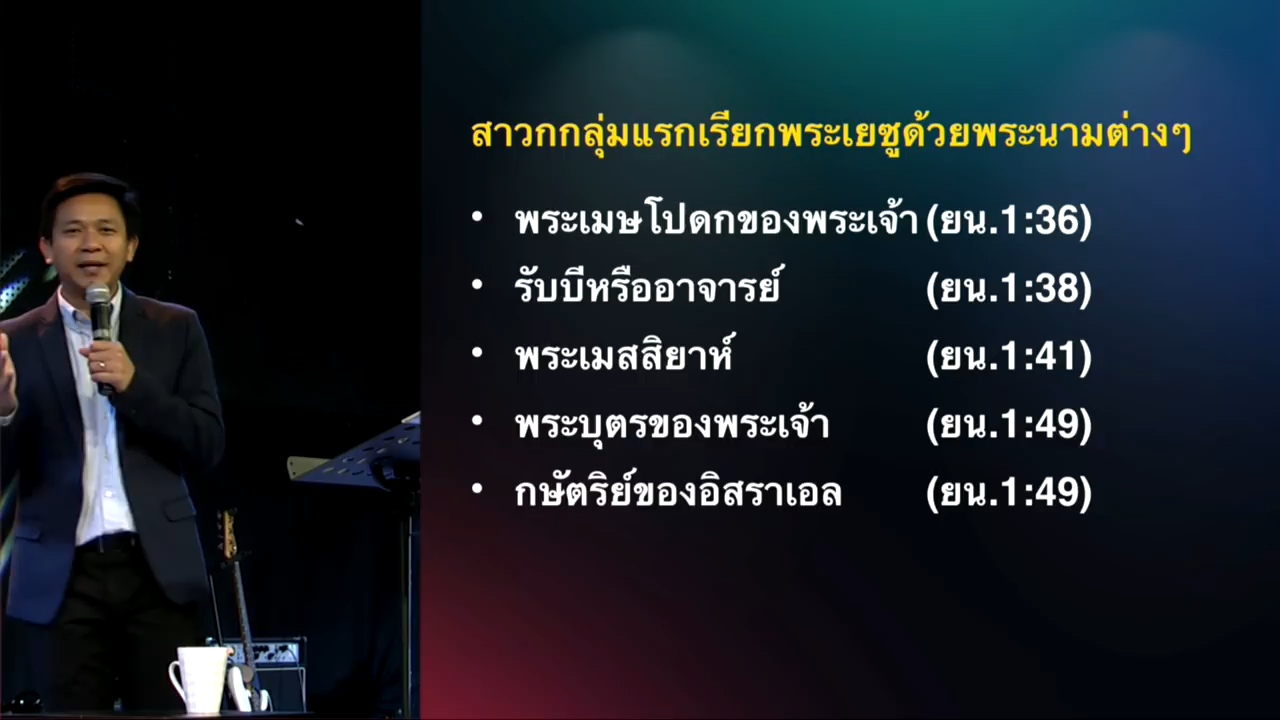 สาวกกลุ่มแรกเรียกพระเยซูด้วยพระนามต่างๆ
• พระเมษโปดกของพระเจ้า (ยน.1:36)
• รับบีหรืออาจารย์ (ยน.1:38)
• พระเมสสิยาห์ (ยน.1:41)
• พระบุตรของพระเจ้า (ยน.1:49)
• กษัตริย์ของอิสราเอล (ยน.1:49)